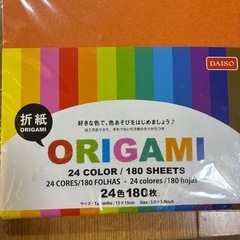 DAISO
折紙
ORIGAMI
好きな色で、色あそびをはじめましょう♪
ORIGAMI
24 COLOR / 180 SHEETS
24 CORES/180 FOLHAS・24 colores/180 hojas
24色180枚